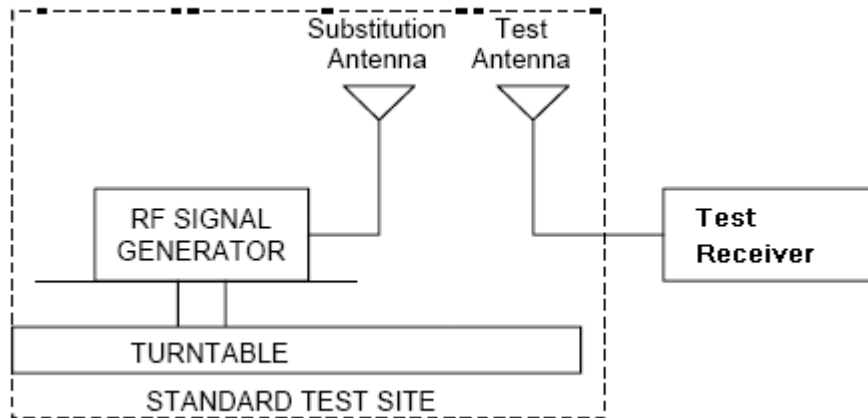 Substitution
Antenna
Test
Antenna
RF SIGNAL
GENERATOR
Test
Receiver
TURNTABLE
STANDARD TEST SITE